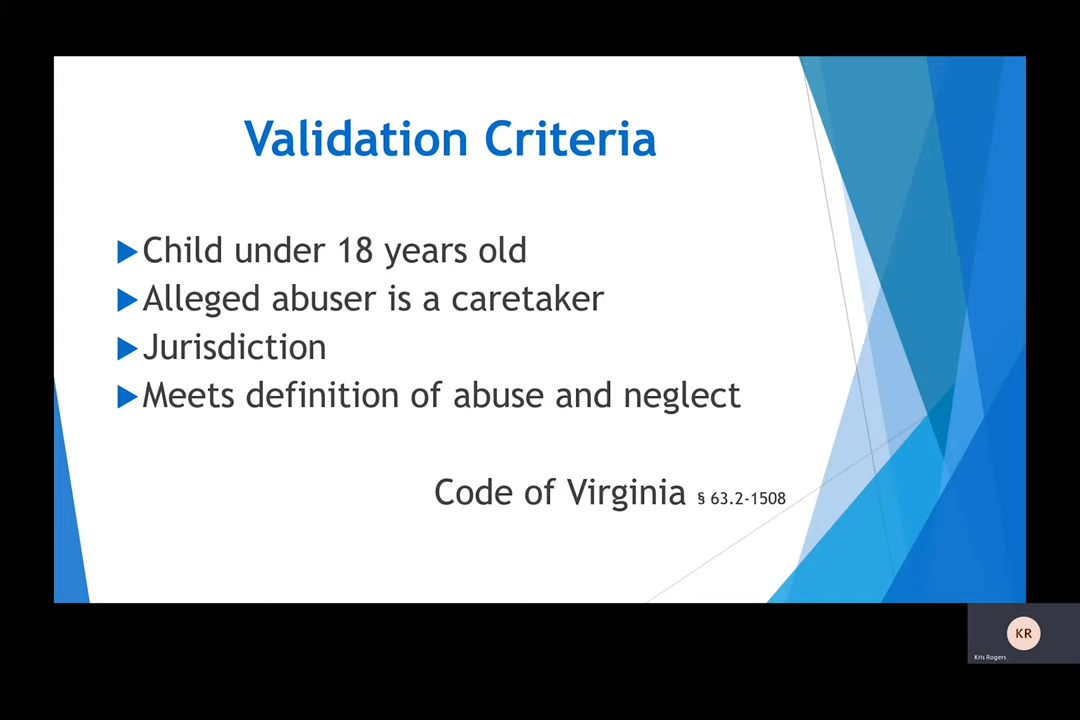 Validation Criteria
Child under 18 years old
Alleged abuser is a caretaker
Jurisdiction
Meets definition of abuse and neglect
Code of Virginia § 63.2-1508
KR
Kris Rogers